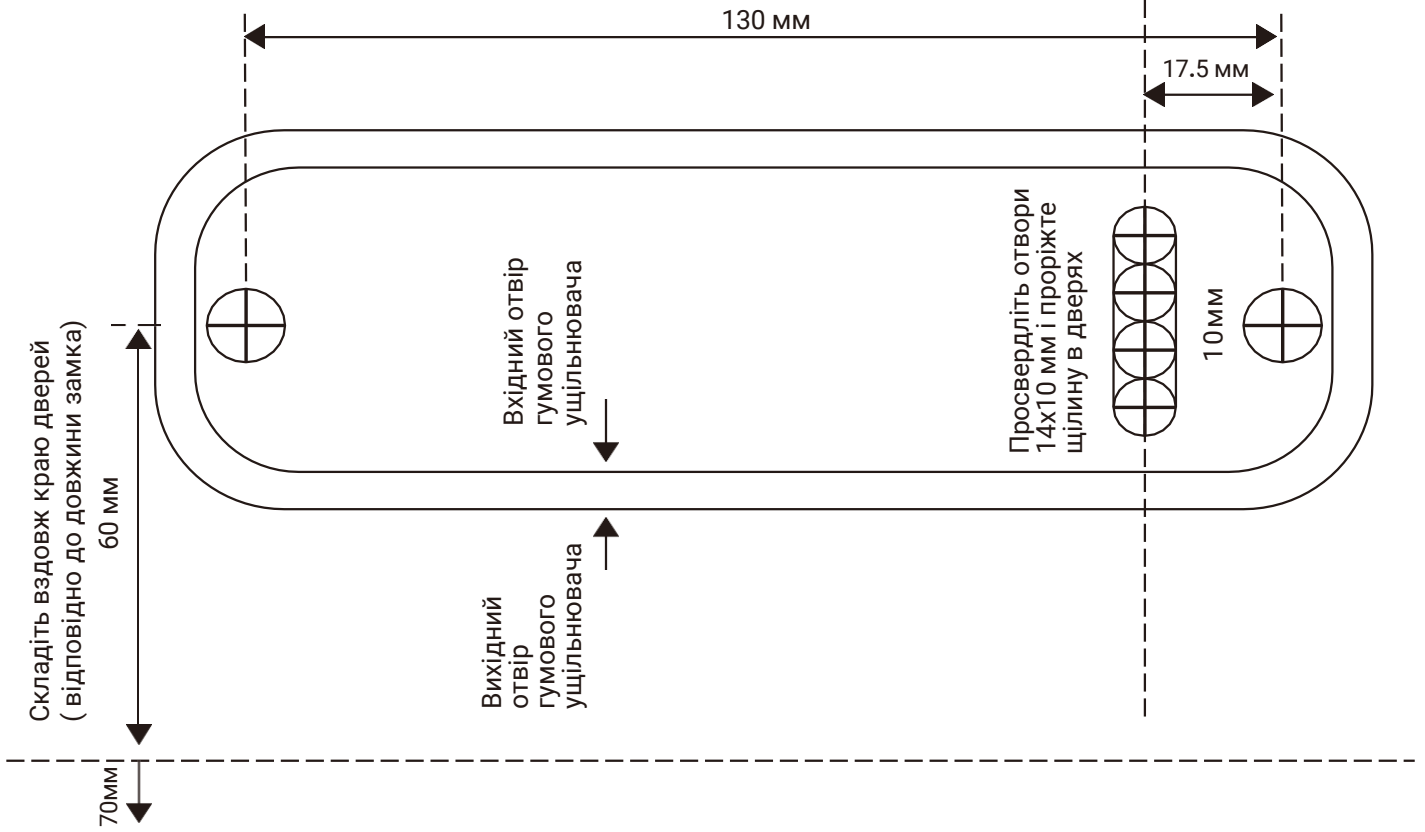 130 мм
17.5 мм
Складіть вздовж краю дверей
( відповідно до довжини замка)
60 мм
70мм
Вхідний отвір
гумового
ущільнювача
Вихідний
отвір
гумового
ущільнювача
Просвердліть отвори
14x10 мм і проріжте
щілину в дверях
10мм